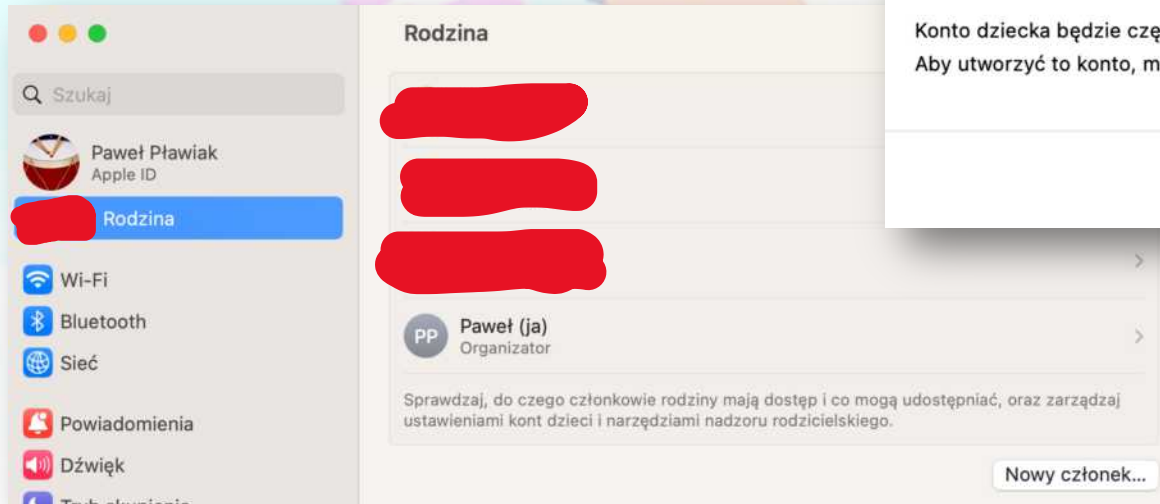 Rodzina
Konto dziecka będzie
Aby utworzyć to konto,
Szukaj
Paweł Pławiak
Apple ID
Rodzina
Wi-Fi
Bluetooth
Sieć
Powiadomienia
Dźwięk
PP
Paweł (ja)
Organizator
Sprawdzaj, do czego członkowie rodziny mają dostęp i co mogą udostępniać, oraz zarządzaj
ustawieniami kont dzieci i narzędziami nadzoru rodzicielskiego.
Nowy członek...